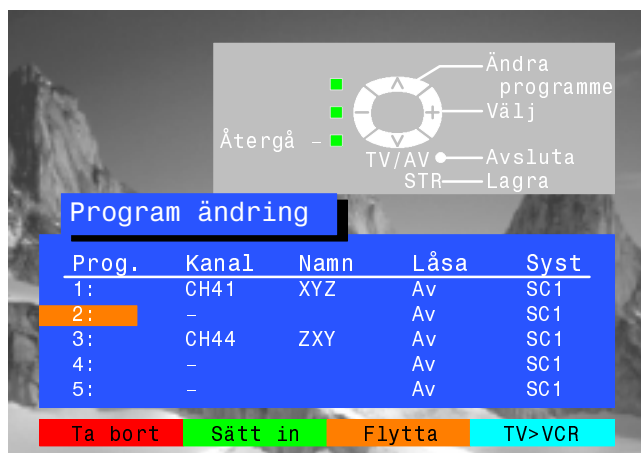 Ändra
programme
Välj
Återgå –
TV/AV Avsluta
STR Lagra
Program ändring
Prog. Kanal Namn Låsa Syst
1: CH41 XYZ Av SC1
2: – Av SC1
3: CH44 ZXY Av SC1
4: – Av SC1
5: – Av SC1
Ta bort Sätt in Flytta TV>VCR